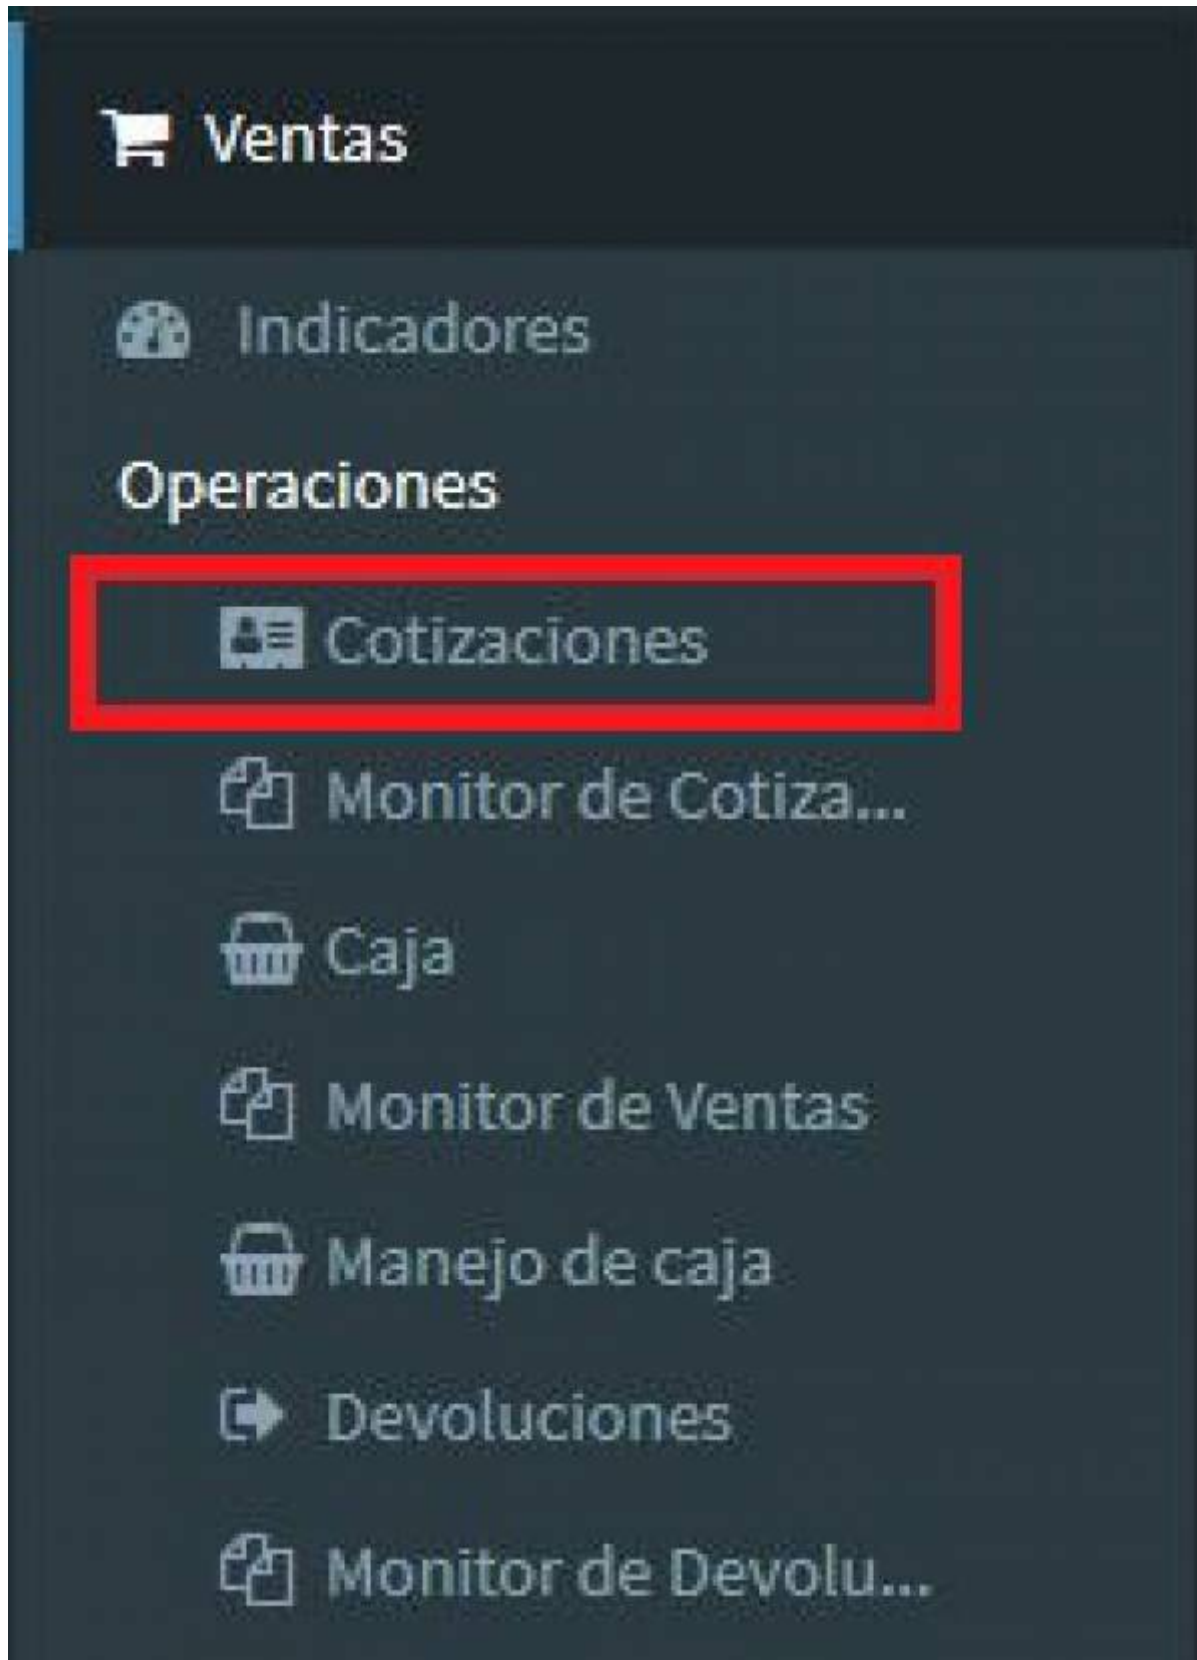 Ventas
Indicadores
Operaciones
Cotizaciones
Monitor de Cotiza...
Caja
Monitor de Ventas
Manejo de caja
Devoluciones
Monitor de Devolu...